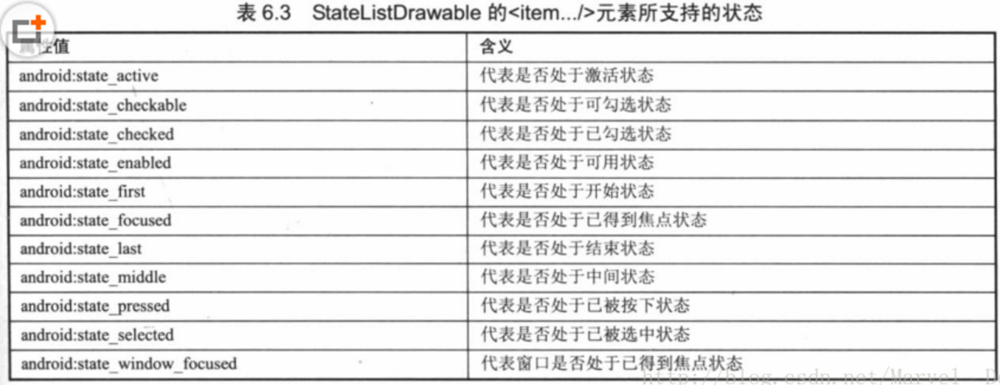 表 6.3 StateListDrawable 的<item.../>元素所支持的状态
属性值 含义
android:state_active 代表是否处于激活状态
android:state_checkable 代表是否处于可勾选状态
android:state_checked 代表是否处于已勾选状态
android:state_enabled 代表是否处于可用状态
android:state_first 代表是否处于开始状态
android:state_focused 代表是否处于已得到焦点状态
android:state_last 代表是否处于结束状态
android:state_middle 代表是否处于中间状态
android:state_pressed 代表是否处于已被按下状态
android:state_selected 代表是否处于已被选中状态
android:state_window_focused 代表窗口是否处于已得到焦点状态
http://blog.csdn.net/Marvel